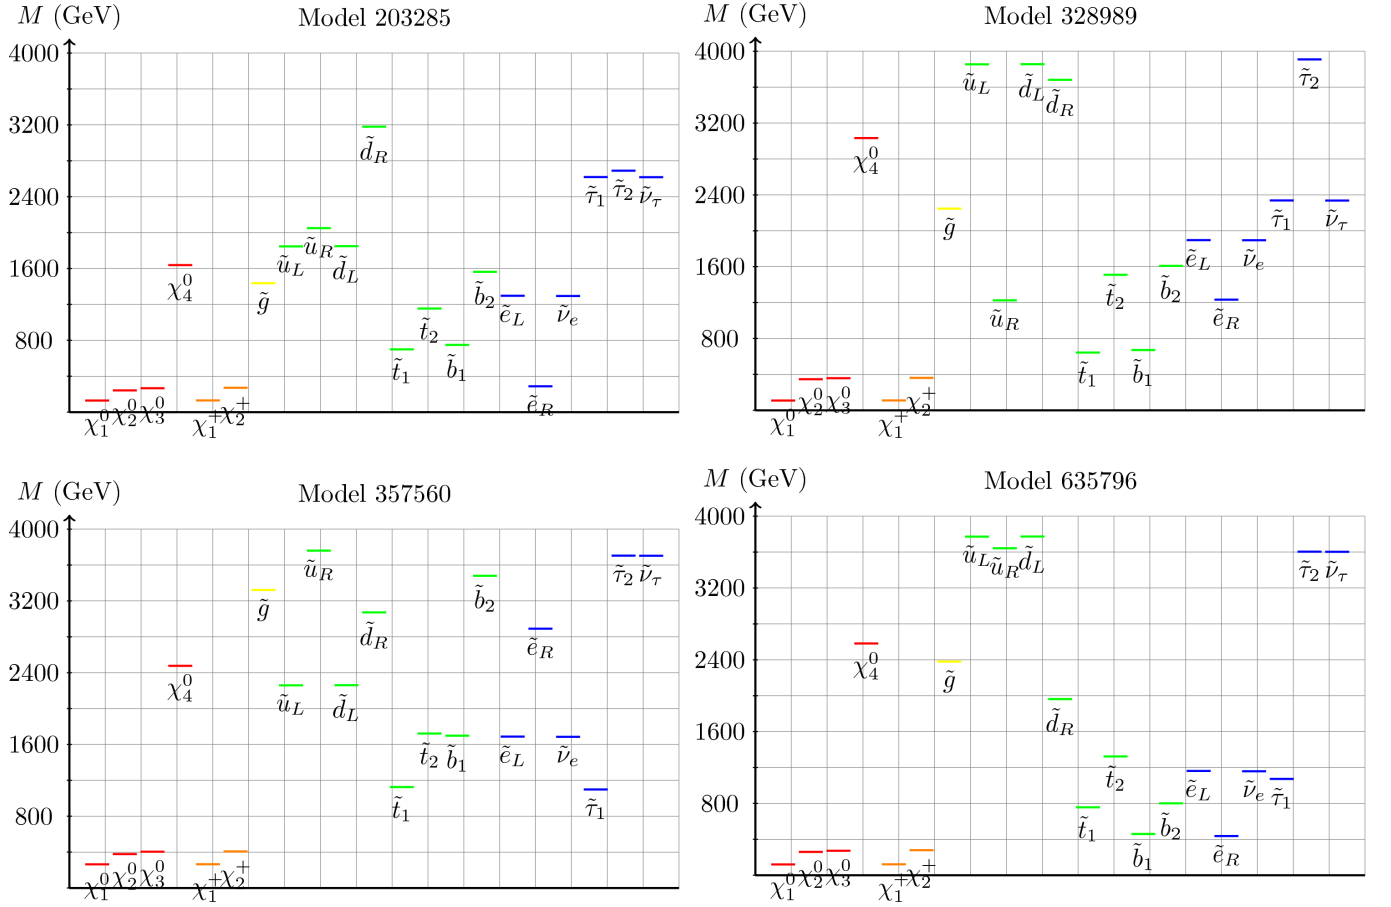 M (GeV) Model 203285
4000
3200
2400
1600
800
χ̃₁⁰ χ₂⁰ χ₃⁰ χ₄⁰ χ₁⁺ χ₂⁺ g̃ ũ_L ũ_R d̃_L d̃_R t̃₁ t̃₂ b̃₁ b̃₂ ẽ_L ẽ_R ν̃_e τ̃₁ τ̃₂ ν̃_τ
M (GeV) Model 328989
4000
3200
2400
1600
800
χ₁⁰ χ₂⁰ χ₃⁰ χ₄⁰ χ₁⁺ χ₂⁺ g̃ ũ_L ũ_R d̃_L d̃_R t̃₁ t̃₂ b̃₁ b̃₂ ẽ_L ẽ_R ν̃_e τ̃₁ τ̃₂ ν̃_τ
M (GeV) Model 357560
4000
3200
2400
1600
800
χ₁⁰ χ₂⁰ χ₃⁰ χ₄⁰ χ₁⁺ χ₂⁺ g̃ ũ_L ũ_R d̃_L d̃_R t̃₁ t̃₂ b̃₁ b̃₂ ẽ_L ẽ_R ν̃_e τ̃₁ τ̃₂ ν̃_τ
M (GeV) Model 635796
4000
3200
2400
1600
800
χ₁⁰ χ₂⁰ χ₃⁰ χ₄⁰ χ₁⁺ χ₂⁺ g̃ ũ_L ũ_R d̃_L d̃_R t̃₁ t̃₂ b̃₁ b̃₂ ẽ_L ẽ_R ν̃_e τ̃₁ τ̃₂ ν̃_τ